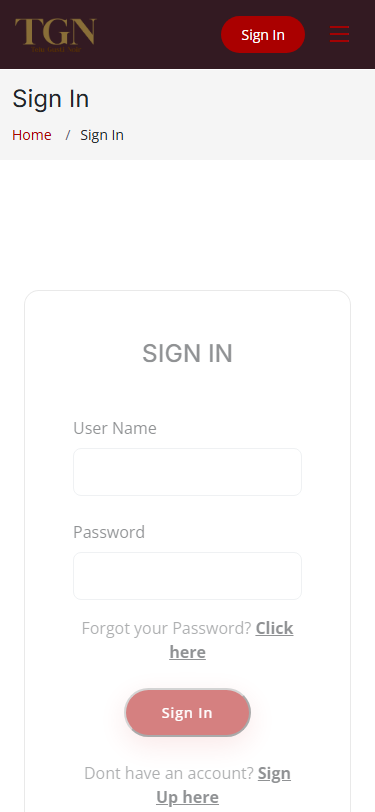 TGN
Sign In
Sign In
Home / Sign In
SIGN IN
User Name
Password
Forgot your Password? Click
here
Sign In
Dont have an account? Sign
Up here